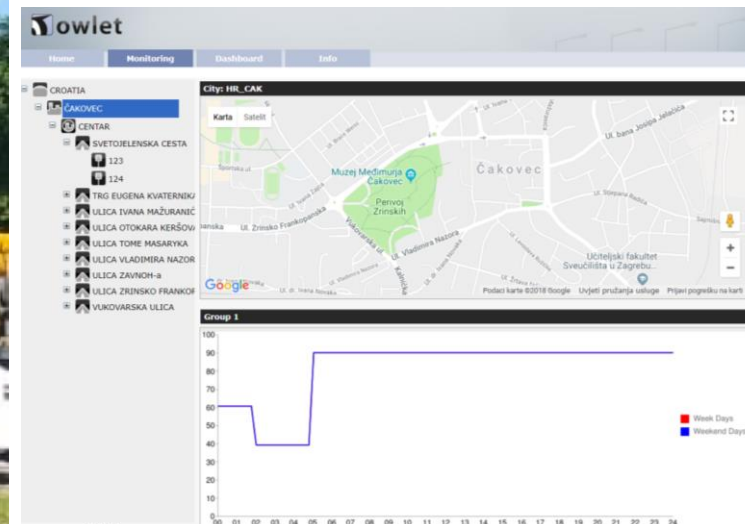 owlet
Home Monitoring Dashboard Info
CROATIA
ČAKOVEC
CENTAR
SVETOJELENSKA CESTA
123
124
TRG EUGENA KVATERNIKA
ULICA IVANA MAŽURANIĆ
ULICA OTOKARA KERŠOVA
ULICA TOME MASARYKA
ULICA VLADIMIRA NAZOR
ULICA ZAVNOH-a
ULICA ZRINSKO FRANKOP
VUKOVARSKA ULICA
City: HR_CAK
Karta Satelit
Ul. bana Josipa Jelačića
Muzej Međimurja
Čakovec
Čakovec
Perivoj
Zrinskih
Ul. Zrinsko Frankopanska
Vukovarska ul.
Ul. Vladimira Nazora
Kalnička
Ul. Stjepana Radića
Učiteljski fakultet
Sveučilišta u Zagrebu...
Google
Podaci karte ©2018 Google Uvjeti pružanja usluge Prijavi pogrešku na karti
Group 1
100
90
80
70
60
50
40
30
20
10
Week Days
Weekend Days
00 01 02 03 04 05 06 07 08 09 10 11 12 13 14 15 16 17 18 19 20 21 22 23 24